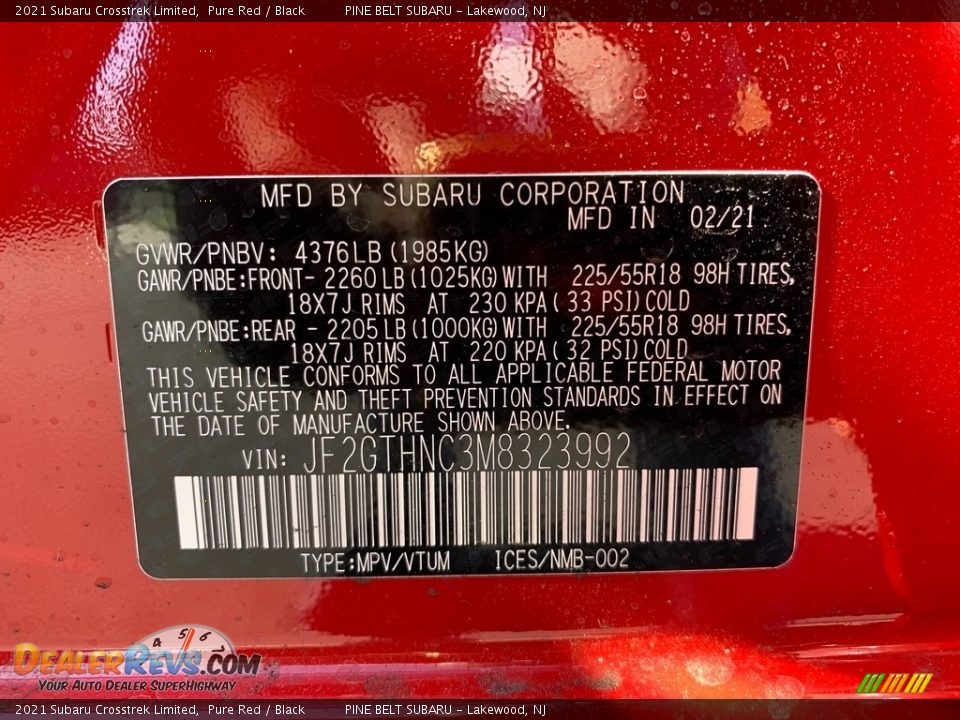 2021 Subaru Crosstrek Limited, Pure Red / Black PINE BELT SUBARU - Lakewood, NJ
MFD BY SUBARU CORPORATION
MFD IN 02/21
GVWR/PNBV: 4376LB(1985KG)
GAWR/PNBE:FRONT- 2260LB(1025KG)WITH 225/55R18 98H TIRES,
18X7J RIMS AT 230 KPA( 33 PSI)COLD
GAWR/PNBE:REAR - 2205LB(1000KG)WITH 225/55R18 98H TIRES,
18X7J RIMS AT 220 KPA( 32 PSI)COLD
THIS VEHICLE CONFORMS TO ALL APPLICABLE FEDERAL MOTOR
VEHICLE SAFETY AND THEFT PREVENTION STANDARDS IN EFFECT ON
THE DATE OF MANUFACTURE SHOWN ABOVE.
VIN: JF2GTHNC3M8323992
TYPE:MPV/VTUM ICES/NMB-002
4 5 6
DEALERREVS.COM
YOUR AUTO DEALER SUPERHIGHWAY
2021 Subaru Crosstrek Limited, Pure Red / Black PINE BELT SUBARU - Lakewood, NJ